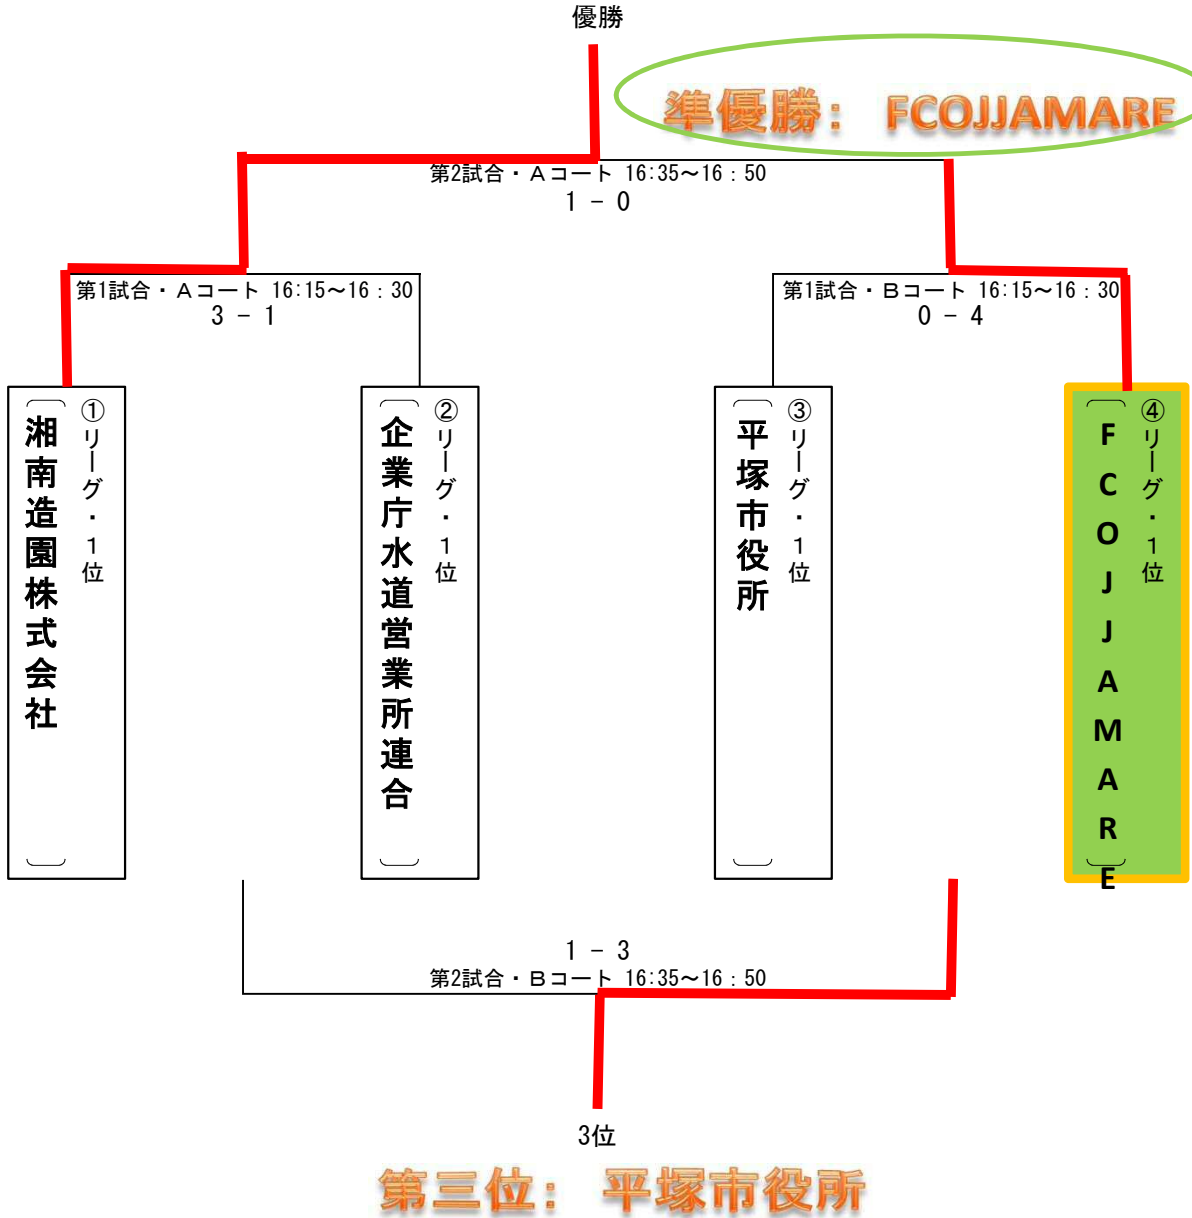 優勝
準優勝： FCOJJAMARE
第2試合・Aコート 16:35～16：50
1 － 0
第1試合・Aコート 16:15～16：30
3 － 1
第1試合・Bコート 16:15～16：30
0 － 4
①リーグ・１位
湘南造園株式会社
②リーグ・１位
企業庁水道営業所連合
③リーグ・１位
平塚市役所
④リーグ・１位
FCOJJAMARE
1 － 3
第2試合・Bコート 16:35～16：50
3位
第三位： 平塚市役所